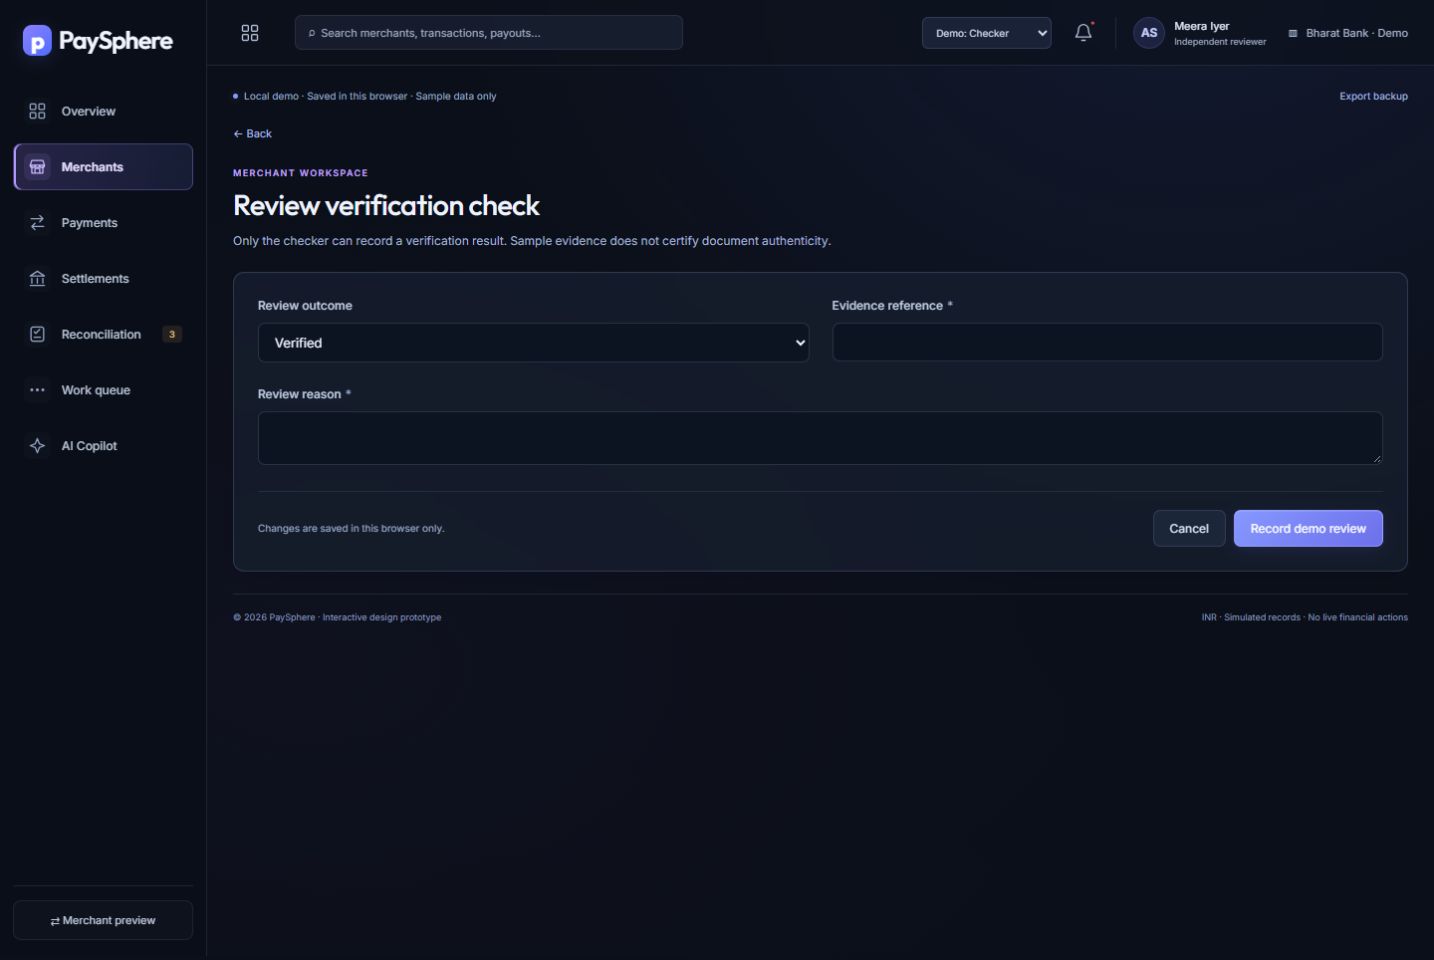 p PaySphere
Overview
Merchants
Payments
Settlements
Reconciliation 3
Work queue
AI Copilot
⇄ Merchant preview
Search merchants, transactions, payouts...
Demo: Checker
AS
Meera Iyer
Independent reviewer
Bharat Bank · Demo
Local demo · Saved in this browser · Sample data only
Export backup
← Back
MERCHANT WORKSPACE
Review verification check
Only the checker can record a verification result. Sample evidence does not certify document authenticity.
Review outcome
Verified
Evidence reference *
Review reason *
Changes are saved in this browser only.
Cancel
Record demo review
© 2026 PaySphere · Interactive design prototype
INR · Simulated records · No live financial actions